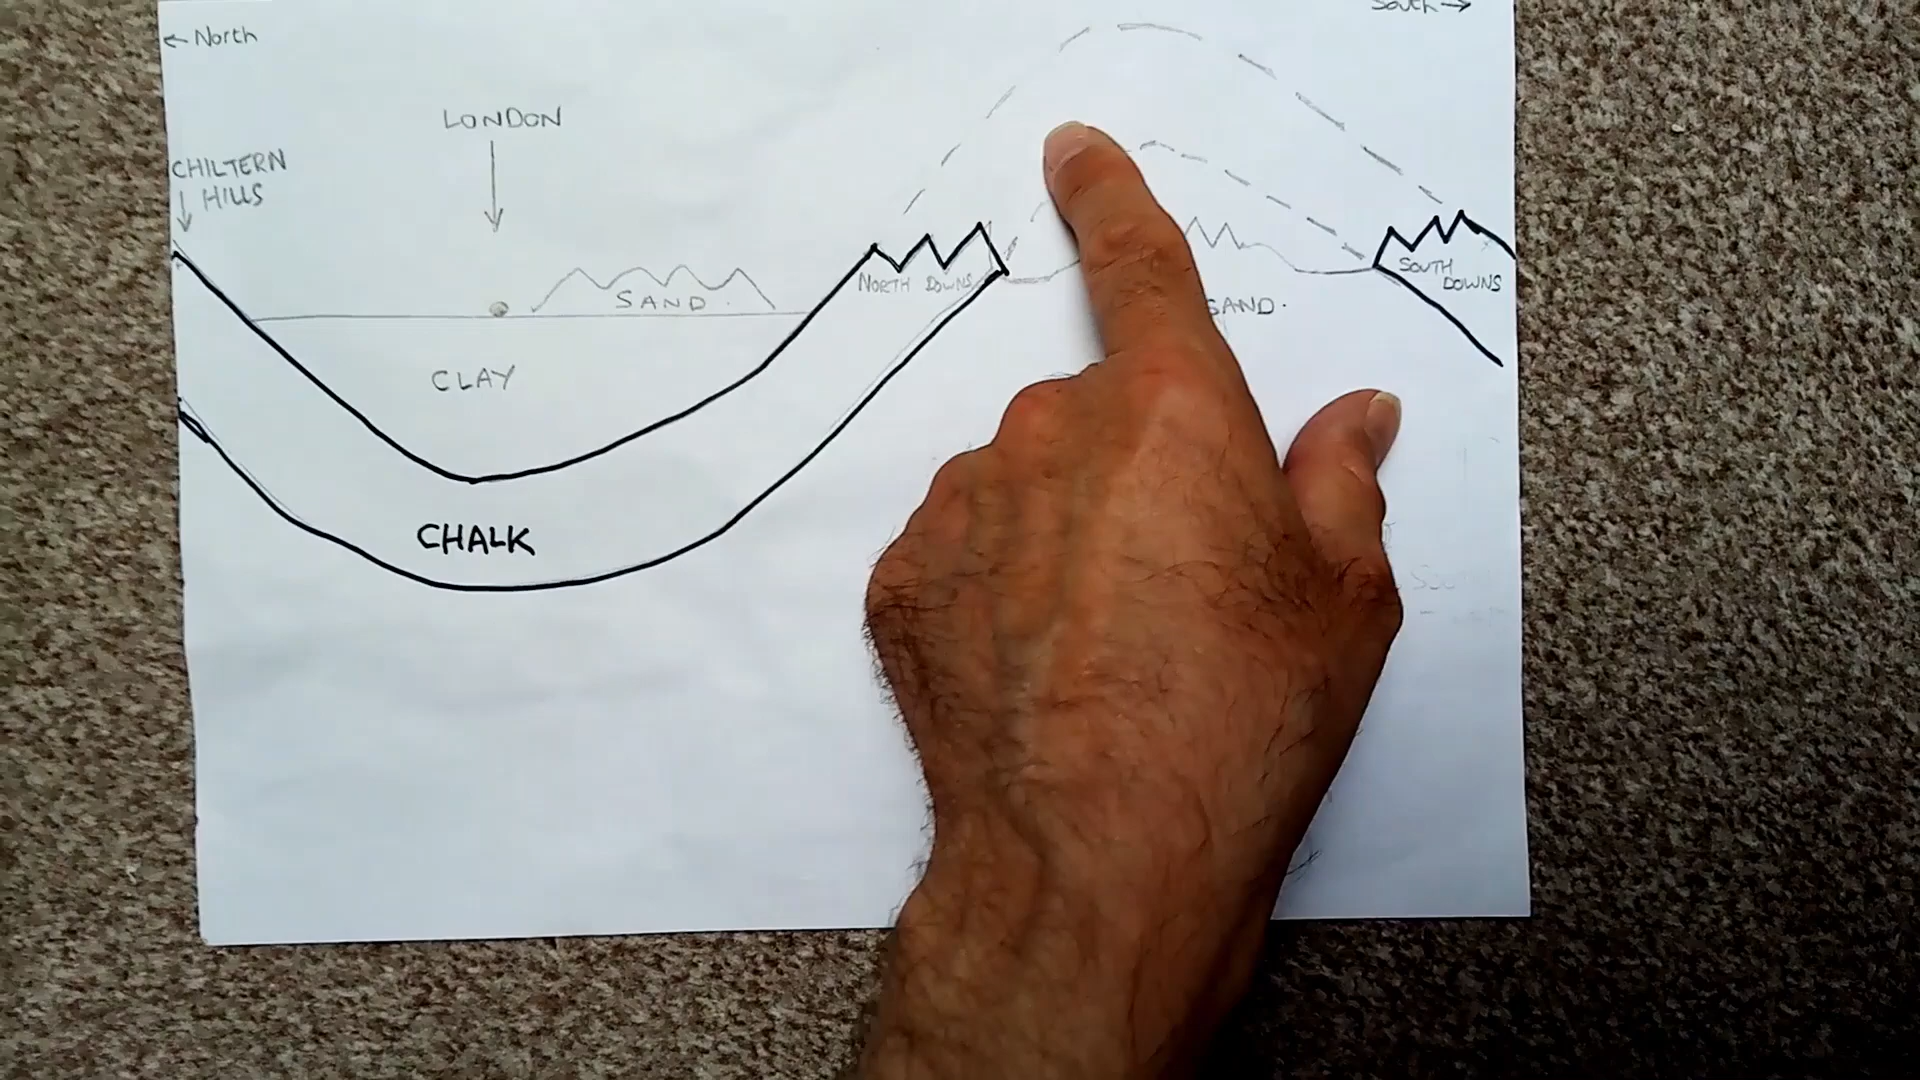 ← North
South →
LONDON
CHILTERN
HILLS
SAND
NORTH DOWNS
SOUTH
DOWNS
SAND.
CLAY
CHALK